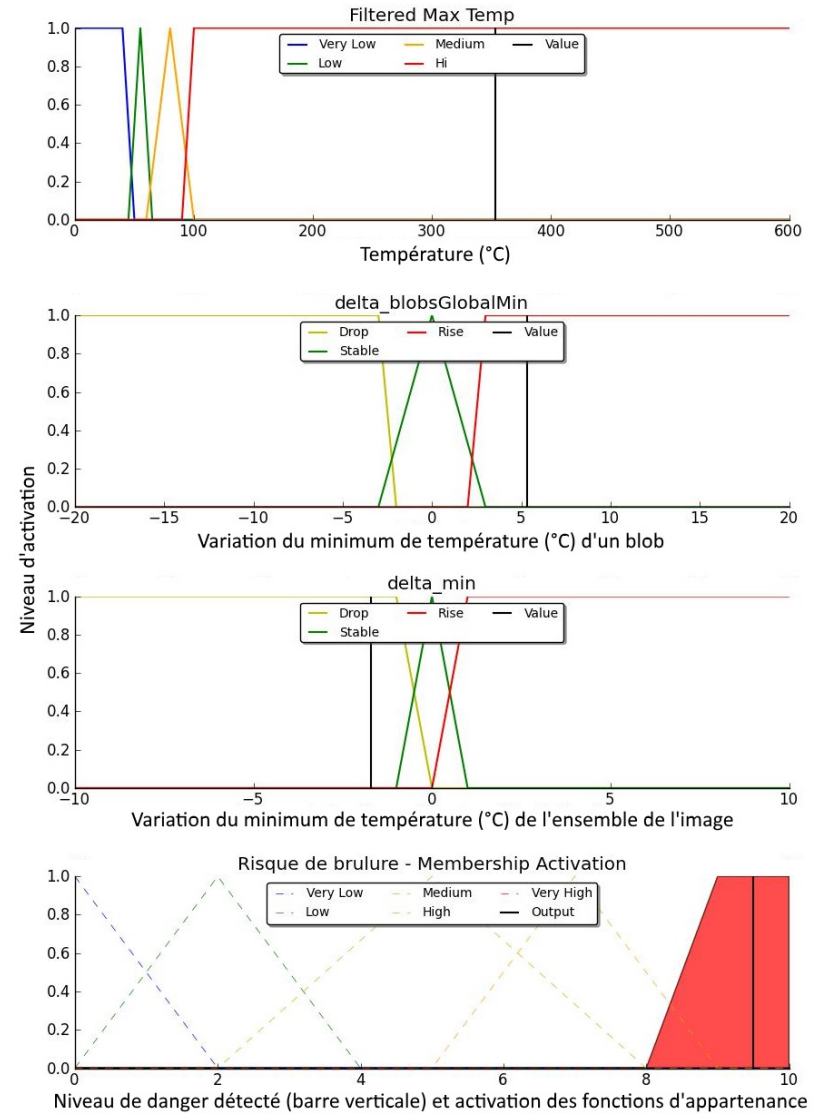 Filtered Max Temp
Very Low Medium Value
Low Hi
1.0
0.8
0.6
0.4
0.2
0.0
0 100 200 300 400 500 600
Température (°C)
delta_blobsGlobalMin
Drop Rise Value
Stable
1.0
0.8
0.6
0.4
0.2
0.0
−20 −15 −10 −5 0 5 10 15 20
Variation du minimum de température (°C) d'un blob
Niveau d'activation
delta_min
Drop Rise Value
Stable
1.0
0.8
0.6
0.4
0.2
0.0
−10 −5 0 5 10
Variation du minimum de température (°C) de l'ensemble de l'image
Risque de brulure - Membership Activation
Very Low Medium Very High
Low High Output
1.0
0.8
0.6
0.4
0.2
0.0
0 2 4 6 8 10
Niveau de danger détecté (barre verticale) et activation des fonctions d'appartenance